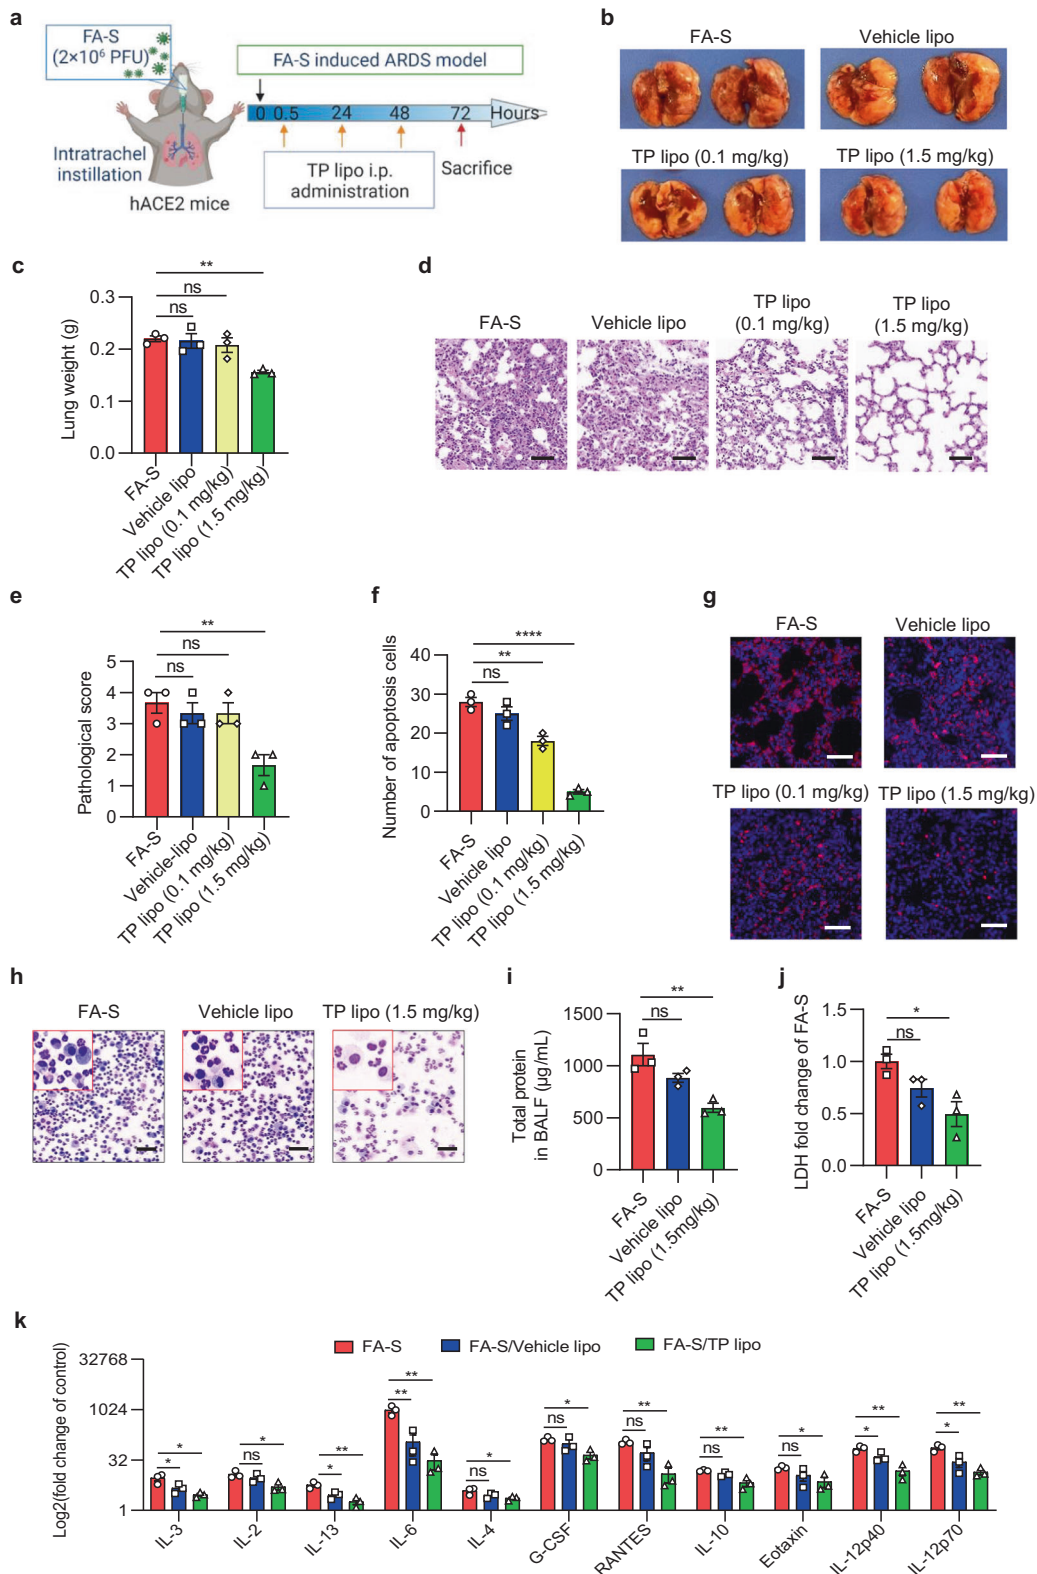 a
FA-S
(2×10⁶ PFU)
Intratrachel
instillation
hACE2 mice
FA-S induced ARDS model
0 0.5 24 48 72 Hours
TP lipo i.p.
administration
Sacrifice
b
FA-S Vehicle lipo
TP lipo (0.1 mg/kg) TP lipo (1.5 mg/kg)
c
**
ns
ns
Lung weight (g)
0.3
0.2
0.1
0.0
FA-S
Vehicle lipo
TP lipo (0.1 mg/kg)
TP lipo (1.5 mg/kg)
d
FA-S
Vehicle lipo
TP lipo
(0.1 mg/kg)
TP lipo
(1.5 mg/kg)
e
**
ns
ns
Pathological score
5
4
3
2
1
0
FA-S
Vehicle-lipo
TP lipo (0.1 mg/kg)
TP lipo (1.5 mg/kg)
f
****
**
ns
Number of apoptosis cells
40
30
20
10
0
FA-S
Vehicle lipo
TP lipo (0.1 mg/kg)
TP lipo (1.5 mg/kg)
g
FA-S Vehicle lipo
TP lipo (0.1 mg/kg) TP lipo (1.5 mg/kg)
h
FA-S Vehicle lipo TP lipo (1.5 mg/kg)
i
**
ns
Total protein
in BALF (μg/mL)
1500
1000
500
0
FA-S
Vehicle lipo
TP lipo (1.5mg/kg)
j
*
ns
LDH fold change of FA-S
1.5
1.0
0.5
0.0
FA-S
Vehicle lipo
TP lipo (1.5mg/kg)
k
FA-S FA-S/Vehicle lipo FA-S/TP lipo
Log2(fold change of control)
32768
1024
32
1
* *
ns *
* **
** **
ns *
ns *
ns **
ns **
ns *
* **
* **
IL-3
IL-2
IL-13
IL-6
IL-4
G-CSF
RANTES
IL-10
Eotaxin
IL-12p40
IL-12p70